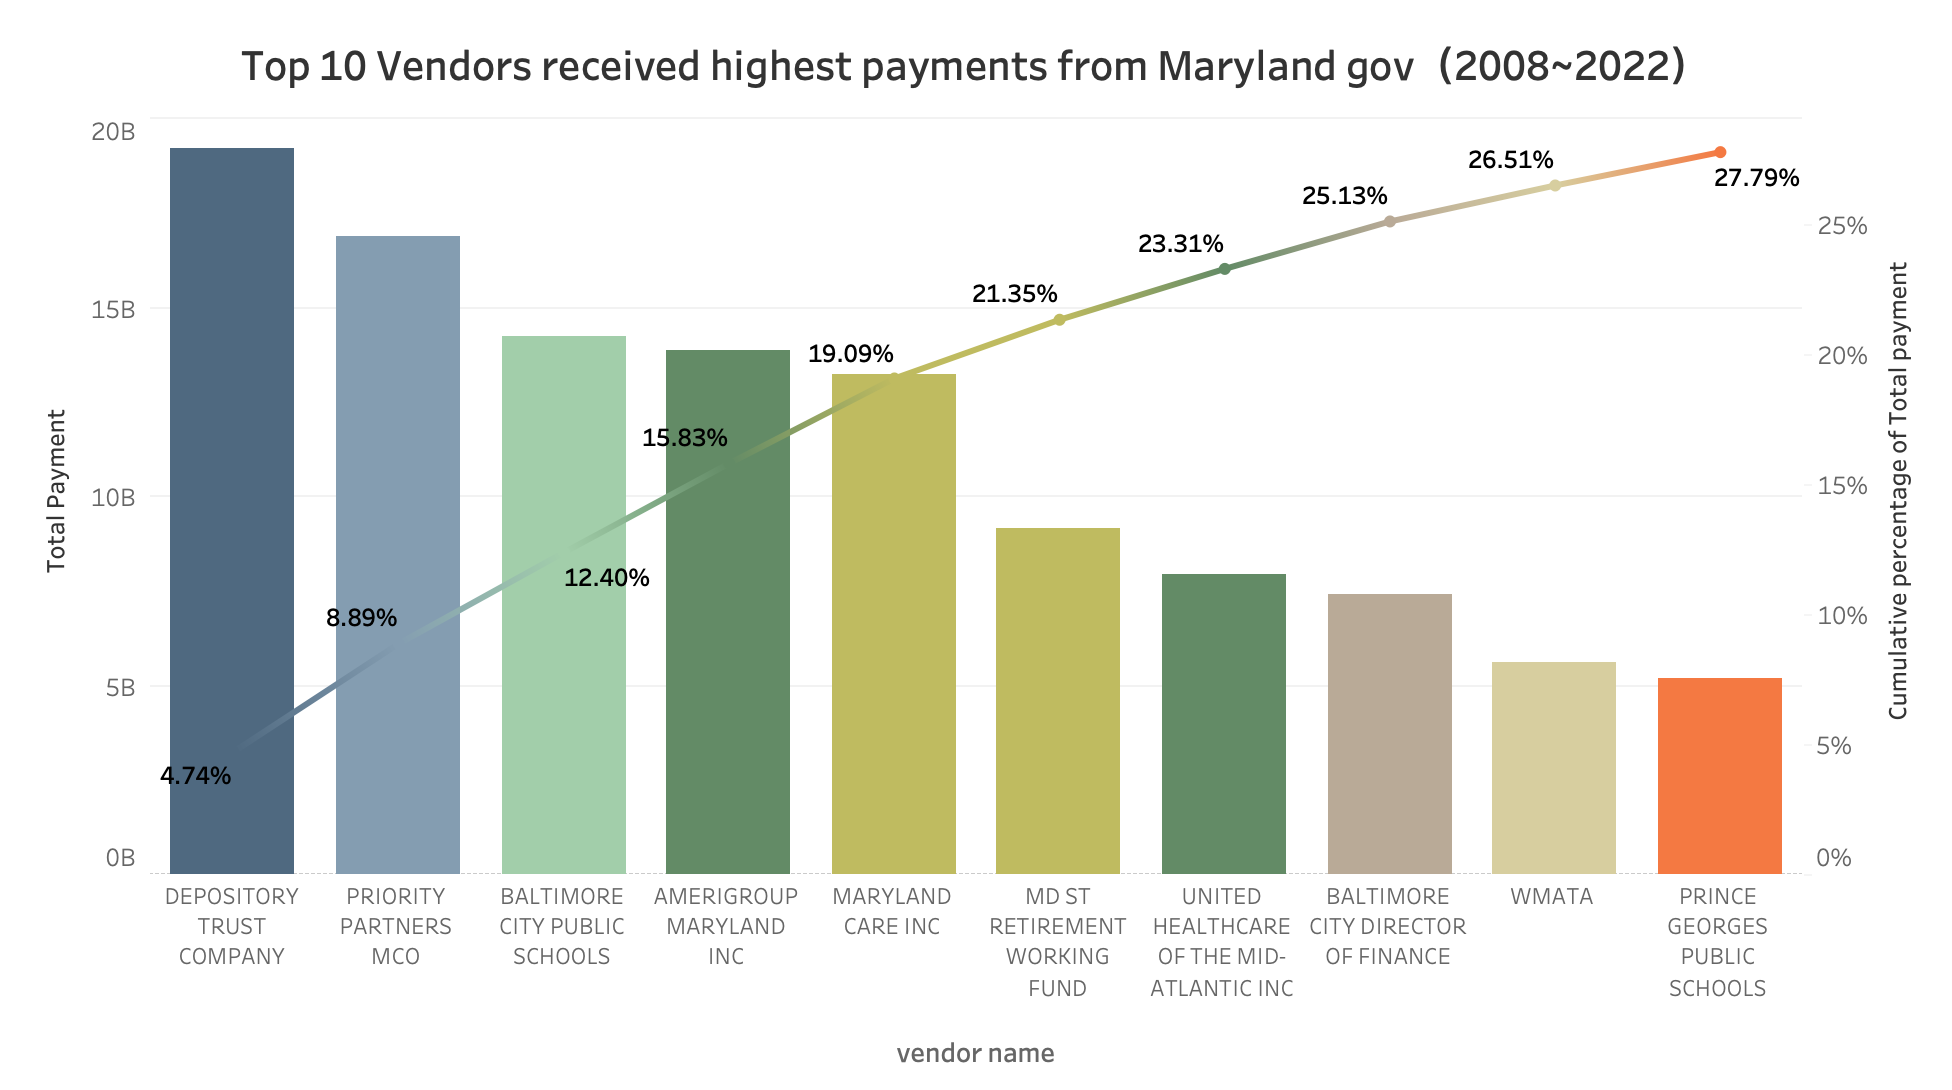 Top 10 Vendors received highest payments from Maryland gov (2008~2022)
20B
15B
10B
5B
0B
Total Payment
4.74%
8.89%
12.40%
15.83%
19.09%
21.35%
23.31%
25.13%
26.51%
27.79%
25%
20%
15%
10%
5%
0%
Cumulative percentage of Total payment
DEPOSITORY
TRUST
COMPANY
PRIORITY
PARTNERS
MCO
BALTIMORE
CITY PUBLIC
SCHOOLS
AMERIGROUP
MARYLAND
INC
MARYLAND
CARE INC
MD ST
RETIREMENT
WORKING
FUND
UNITED
HEALTHCARE
OF THE MID-
ATLANTIC INC
BALTIMORE
CITY DIRECTOR
OF FINANCE
WMATA
PRINCE
GEORGES
PUBLIC
SCHOOLS
vendor name